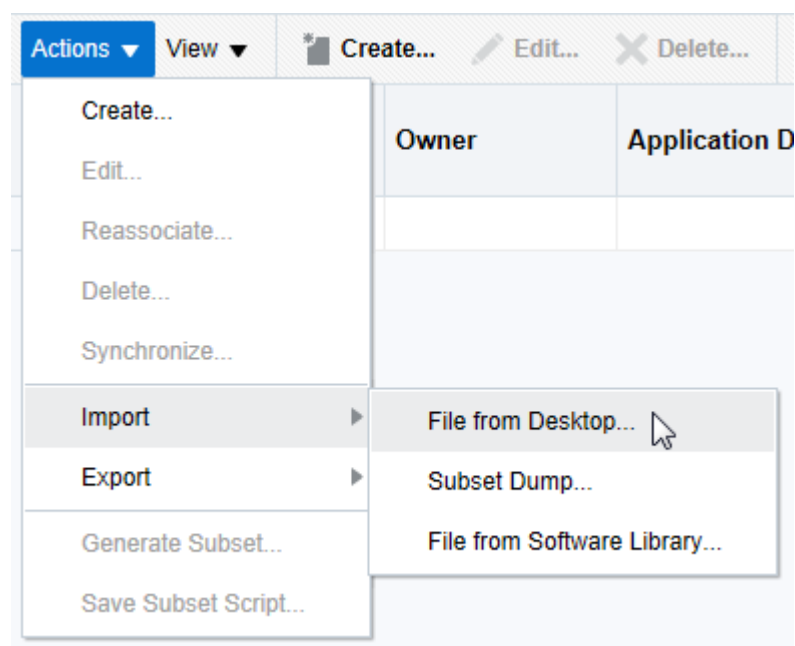 Actions View Create... Edit... Delete...
Create...
Owner Application D
Edit...
Reassociate...
Delete...
Synchronize...
Import
File from Desktop...
Export
Subset Dump...
Generate Subset...
File from Software Library...
Save Subset Script...